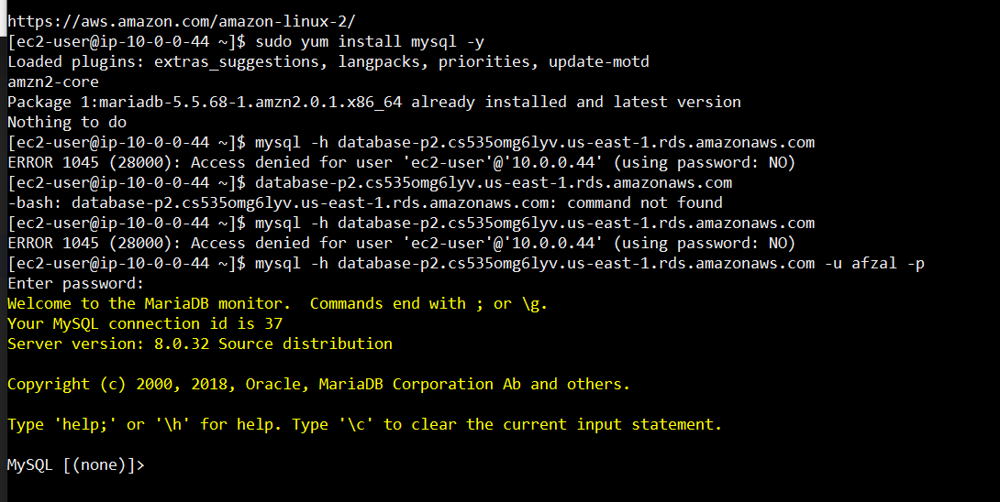 https://aws.amazon.com/amazon-linux-2/
[ec2-user@ip-10-0-0-44 ~]$ sudo yum install mysql -y
Loaded plugins: extras_suggestions, langpacks, priorities, update-motd
amzn2-core
Package 1:mariadb-5.5.68-1.amzn2.0.1.x86_64 already installed and latest version
Nothing to do
[ec2-user@ip-10-0-0-44 ~]$ mysql -h database-p2.cs535omg6lyv.us-east-1.rds.amazonaws.com
ERROR 1045 (28000): Access denied for user 'ec2-user'@'10.0.0.44' (using password: NO)
[ec2-user@ip-10-0-0-44 ~]$ database-p2.cs535omg6lyv.us-east-1.rds.amazonaws.com
-bash: database-p2.cs535omg6lyv.us-east-1.rds.amazonaws.com: command not found
[ec2-user@ip-10-0-0-44 ~]$ mysql -h database-p2.cs535omg6lyv.us-east-1.rds.amazonaws.com
ERROR 1045 (28000): Access denied for user 'ec2-user'@'10.0.0.44' (using password: NO)
[ec2-user@ip-10-0-0-44 ~]$ mysql -h database-p2.cs535omg6lyv.us-east-1.rds.amazonaws.com -u afzal -p
Enter password:
Welcome to the MariaDB monitor.  Commands end with ; or \g.
Your MySQL connection id is 37
Server version: 8.0.32 Source distribution
Copyright (c) 2000, 2018, Oracle, MariaDB Corporation Ab and others.
Type 'help;' or '\h' for help. Type '\c' to clear the current input statement.
MySQL [(none)]>